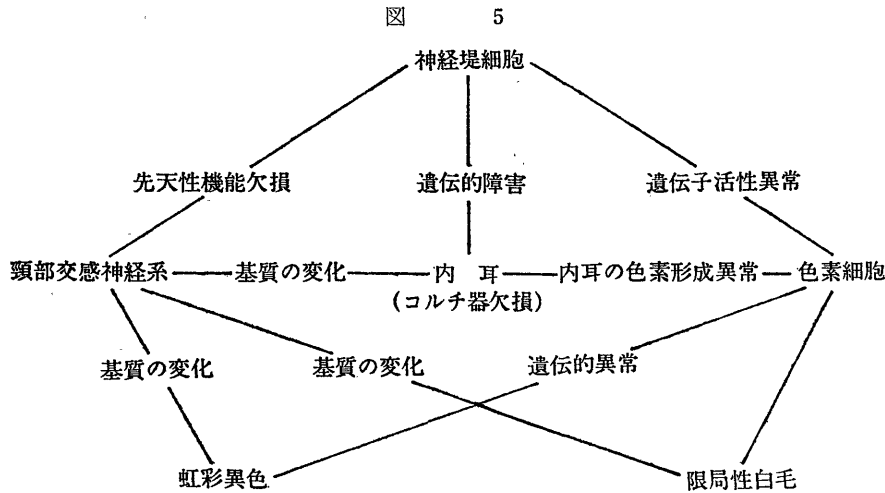 図 5
神経堤細胞
先天性機能欠損 遺伝的障害 遺伝子活性異常
頸部交感神経系 基質の変化 内耳 内耳の色素形成異常 色素細胞
(コルチ器欠損)
基質の変化 基質の変化 遺伝的異常
虹彩異色 限局性白毛